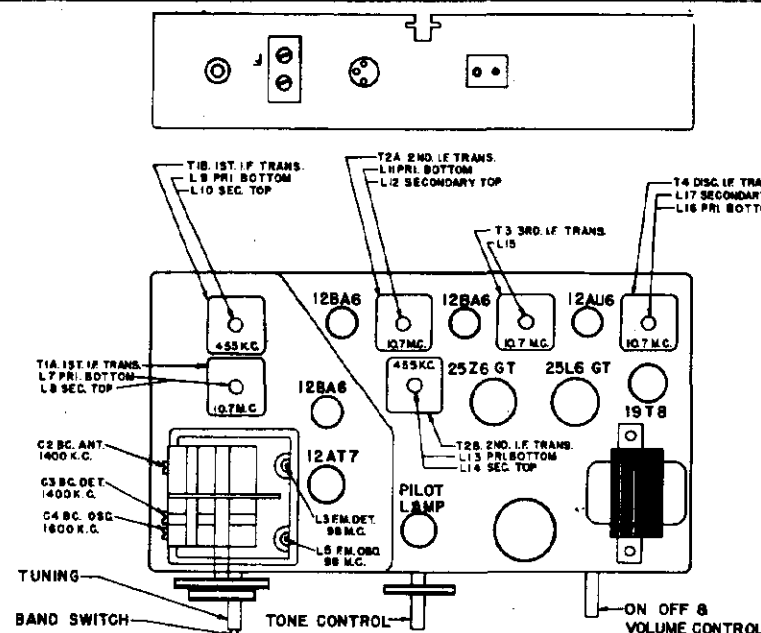 T1B. 1ST. I.F TRANS.
L9 PRI. BOTTOM
L10 SEC. TOP
T2A. 2ND. I.F. TRANS.
L11 PRI. BOTTOM
L12 SECONDARY TOP
T3 3RD. I.F. TRANS.
L15
T4 DISC. I.F. TRA
L17 SECONDARY
L16 PRI. BOTT
12BA6
12BA6
12AU6
455 K.C.
10.7 M.C.
10.7 M.C.
10.7 M.C.
T1A. 1ST. I.F. TRANS.
L7 PRI. BOTTOM
L8 SEC. TOP
10.7 M.C.
12BA6
455 K.C.
25Z6 GT
25L6 GT
19T8
T2B. 2ND. I.F. TRANS.
L13 PRI. BOTTOM
L14 SEC. TOP
C2 BC. ANT.
1400 K.C.
C3 BC. DET.
1400 K.C.
C4 BC. OSC.
1600 K.C.
12AT7
L3 F.M. DET.
98 M.C.
L5 F.M. OSC.
98 M.C.
PILOT
LAMP
TUNING
BAND SWITCH
TONE CONTROL
ON OFF &
VOLUME CONTROL